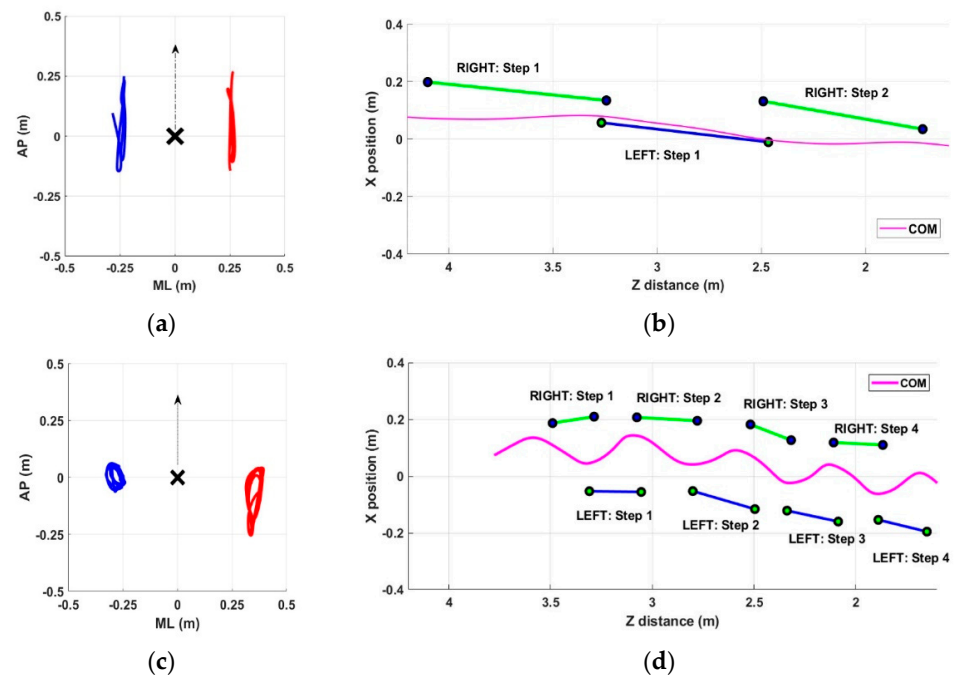 0.5
0.25
0
-0.25
-0.5
AP (m)
-0.5 -0.25 0 0.25 0.5
ML (m)
(a)
0.4
0.2
0
-0.2
-0.4
X position (m)
RIGHT: Step 1
RIGHT: Step 2
LEFT: Step 1
COM
4 3.5 3 2.5 2
Z distance (m)
(b)
0.5
0.25
0
-0.25
-0.5
AP (m)
-0.5 -0.25 0 0.25 0.5
ML (m)
(c)
0.4
0.2
0
-0.2
-0.4
X position (m)
COM
RIGHT: Step 1
RIGHT: Step 2
RIGHT: Step 3
RIGHT: Step 4
LEFT: Step 1
LEFT: Step 2
LEFT: Step 3
LEFT: Step 4
4 3.5 3 2.5 2
Z distance (m)
(d)